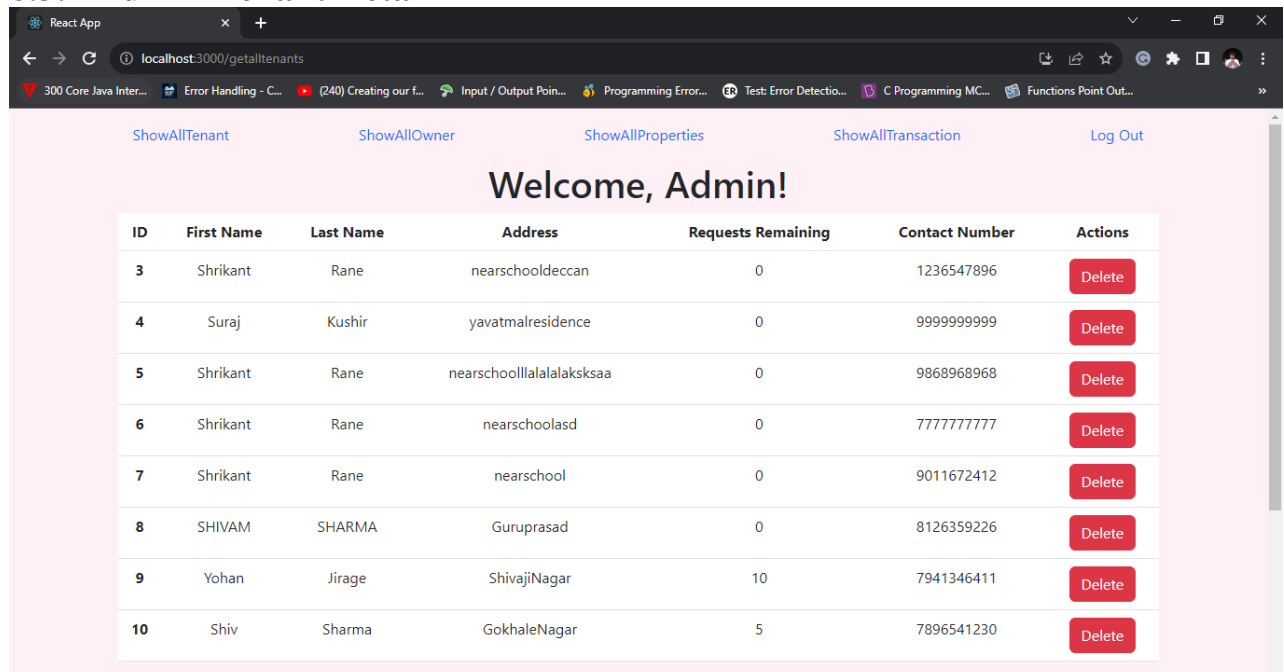 React App
localhost:3000/getalltenants
300 Core Java Inter... Error Handling - C... (240) Creating our f... Input / Output Poin... Programming Error... Test: Error Detectio... C Programming MC... Functions Point Out... »
ShowAllTenant ShowAllOwner ShowAllProperties ShowAllTransaction Log Out
Welcome, Admin!
ID First Name Last Name Address Requests Remaining Contact Number Actions
3 Shrikant Rane nearschooldeccan 0 1236547896 Delete
4 Suraj Kushir yavatmalresidence 0 9999999999 Delete
5 Shrikant Rane nearschoolllalalalaksksaa 0 9868968968 Delete
6 Shrikant Rane nearschoolasd 0 7777777777 Delete
7 Shrikant Rane nearschool 0 9011672412 Delete
8 SHIVAM SHARMA Guruprasad 0 8126359226 Delete
9 Yohan Jirage ShivajiNagar 10 7941346411 Delete
10 Shiv Sharma GokhaleNagar 5 7896541230 Delete